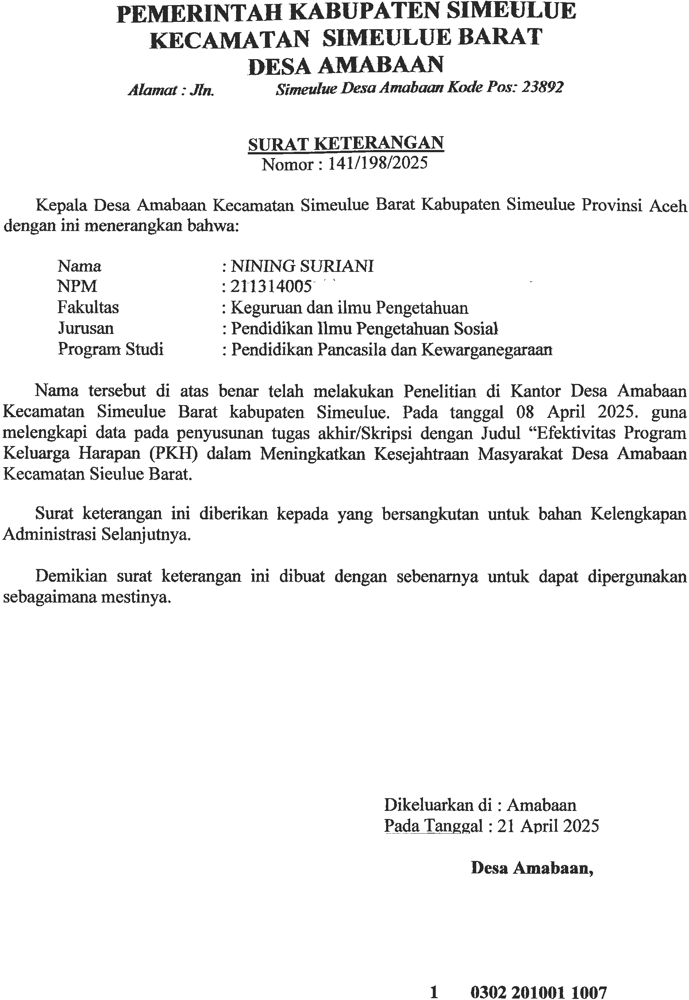 PEMERINTAH KABUPATEN SIMEULUE
KECAMATAN SIMEULUE BARAT
DESA AMABAAN
Alamat : Jln. Simeulue Desa Amabaan Kode Pos: 23892
SURAT KETERANGAN
Nomor : 141/198/2025
Kepala Desa Amabaan Kecamatan Simeulue Barat Kabupaten Simeulue Provinsi Aceh
dengan ini menerangkan bahwa:
Nama : NINING SURIANI
NPM : 211314005
Fakultas : Keguruan dan ilmu Pengetahuan
Jurusan : Pendidikan Ilmu Pengetahuan Sosial
Program Studi : Pendidikan Pancasila dan Kewarganegaraan
Nama tersebut di atas benar telah melakukan Penelitian di Kantor Desa Amabaan
Kecamatan Simeulue Barat kabupaten Simeulue. Pada tanggal 08 April 2025. guna
melengkapi data pada penyusunan tugas akhir/Skripsi dengan Judul “Efektivitas Program
Keluarga Harapan (PKH) dalam Meningkatkan Kesejahtraan Masyarakat Desa Amabaan
Kecamatan Sieulue Barat.
Surat keterangan ini diberikan kepada yang bersangkutan untuk bahan Kelengkapan
Administrasi Selanjutnya.
Demikian surat keterangan ini dibuat dengan sebenarnya untuk dapat dipergunakan
sebagaimana mestinya.
Dikeluarkan di : Amabaan
Pada Tanggal : 21 April 2025
Desa Amabaan,
1 0302 201001 1007